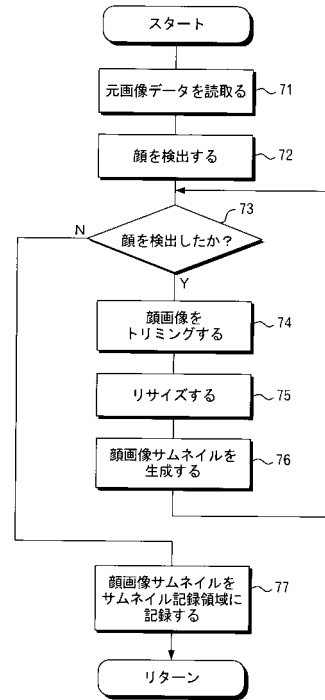 スタート
元画像データを読取る
71
顔を検出する
72
73
N
顔を検出したか？
Y
顔画像を
トリミングする
74
リサイズする
75
顔画像サムネイルを
生成する
76
顔画像サムネイルを
サムネイル記録領域に
記録する
77
リターン